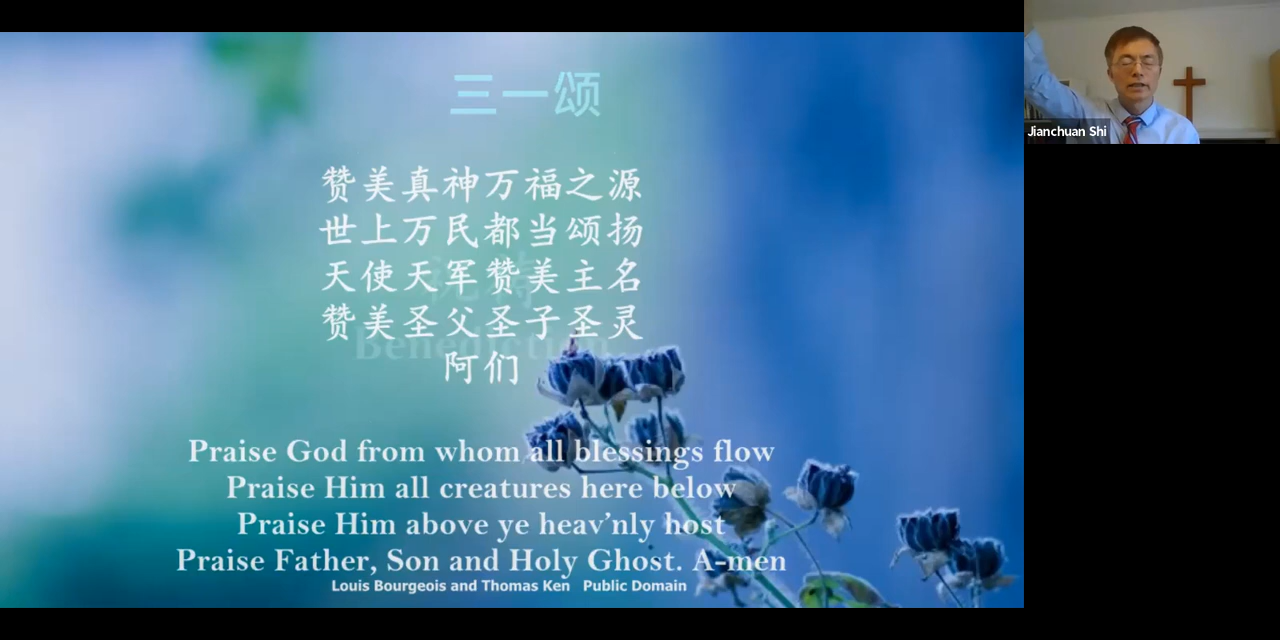 三一颂
赞美真神万福之源
世上万民都当颂扬
天使天军赞美主名
赞美圣父圣子圣灵
阿们
Benediction
Praise God from whom all blessings flow
Praise Him all creatures here below
Praise Him above ye heav'nly host
Praise Father, Son and Holy Ghost. A-men
Louis Bourgeois and Thomas Ken Public Domain
Jianchuan Shi